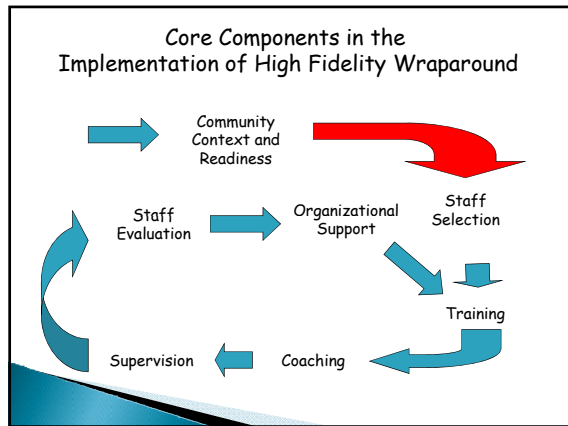 Core Components in the
Implementation of High Fidelity Wraparound
Community
Context and
Readiness
Staff
Selection
Staff
Evaluation
Organizational
Support
Training
Coaching
Supervision